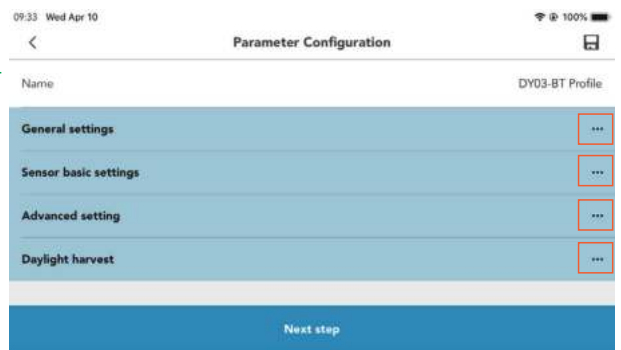 09:33 Wed Apr 10
100%
Parameter Configuration
Name
DY03-BT Profile
General settings
...
Sensor basic settings
...
Advanced setting
...
Daylight harvest
...
Next step